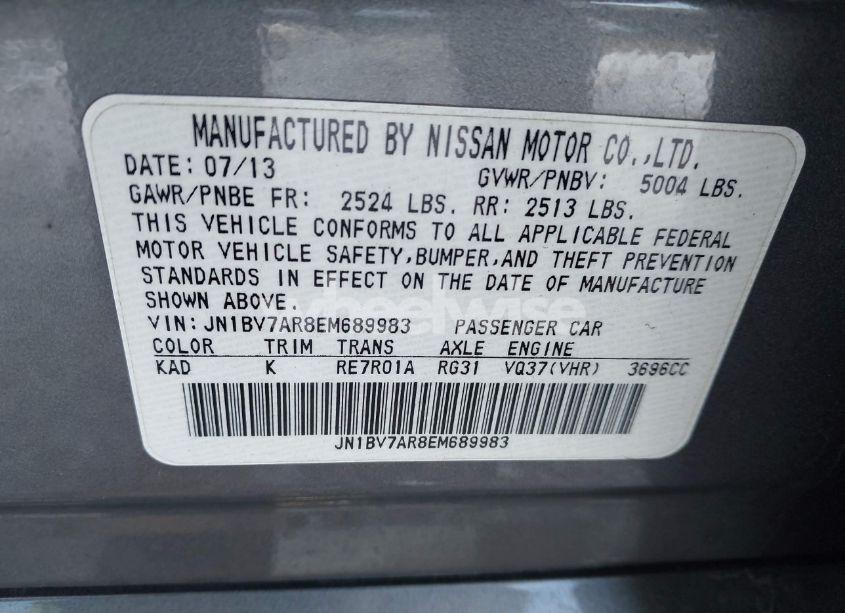 MANUFACTURED BY NISSAN MOTOR CO.,LTD.
DATE: 07/13 GVWR/PNBV: 5004 LBS.
GAWR/PNBE FR: 2524 LBS. RR: 2513 LBS.
THIS VEHICLE CONFORMS TO ALL APPLICABLE FEDERAL
MOTOR VEHICLE SAFETY,BUMPER,AND THEFT PREVENTION
STANDARDS IN EFFECT ON THE DATE OF MANUFACTURE
SHOWN ABOVE.
wheelwise
VIN: JN1BV7AR8EM689983 PASSENGER CAR
COLOR TRIM TRANS AXLE ENGINE
KAD K RE7R01A RG31 VQ37(VHR) 3696CC
JN1BV7AR8EM689983